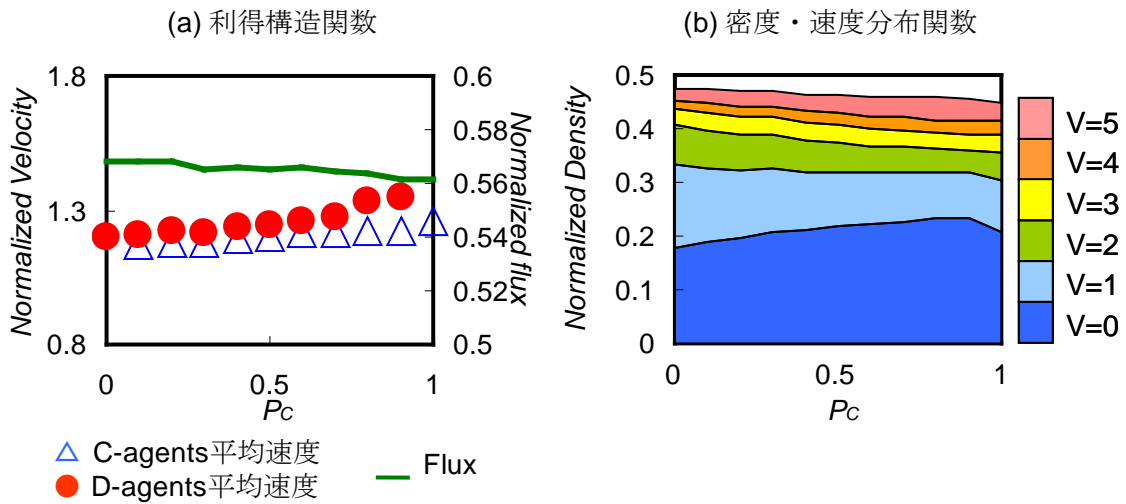 (a) 利得構造関数
1.8
1.3
0.8
Normalized Velocity
0.6
0.58
0.56
0.54
0.52
0.5
Normalized flux
0
0.5
1
PC
C-agents平均速度
D-agents平均速度
Flux
(b) 密度・速度分布関数
0.5
0.4
0.3
0.2
0.1
0
Normalized Density
0
0.5
1
PC
V=5
V=4
V=3
V=2
V=1
V=0